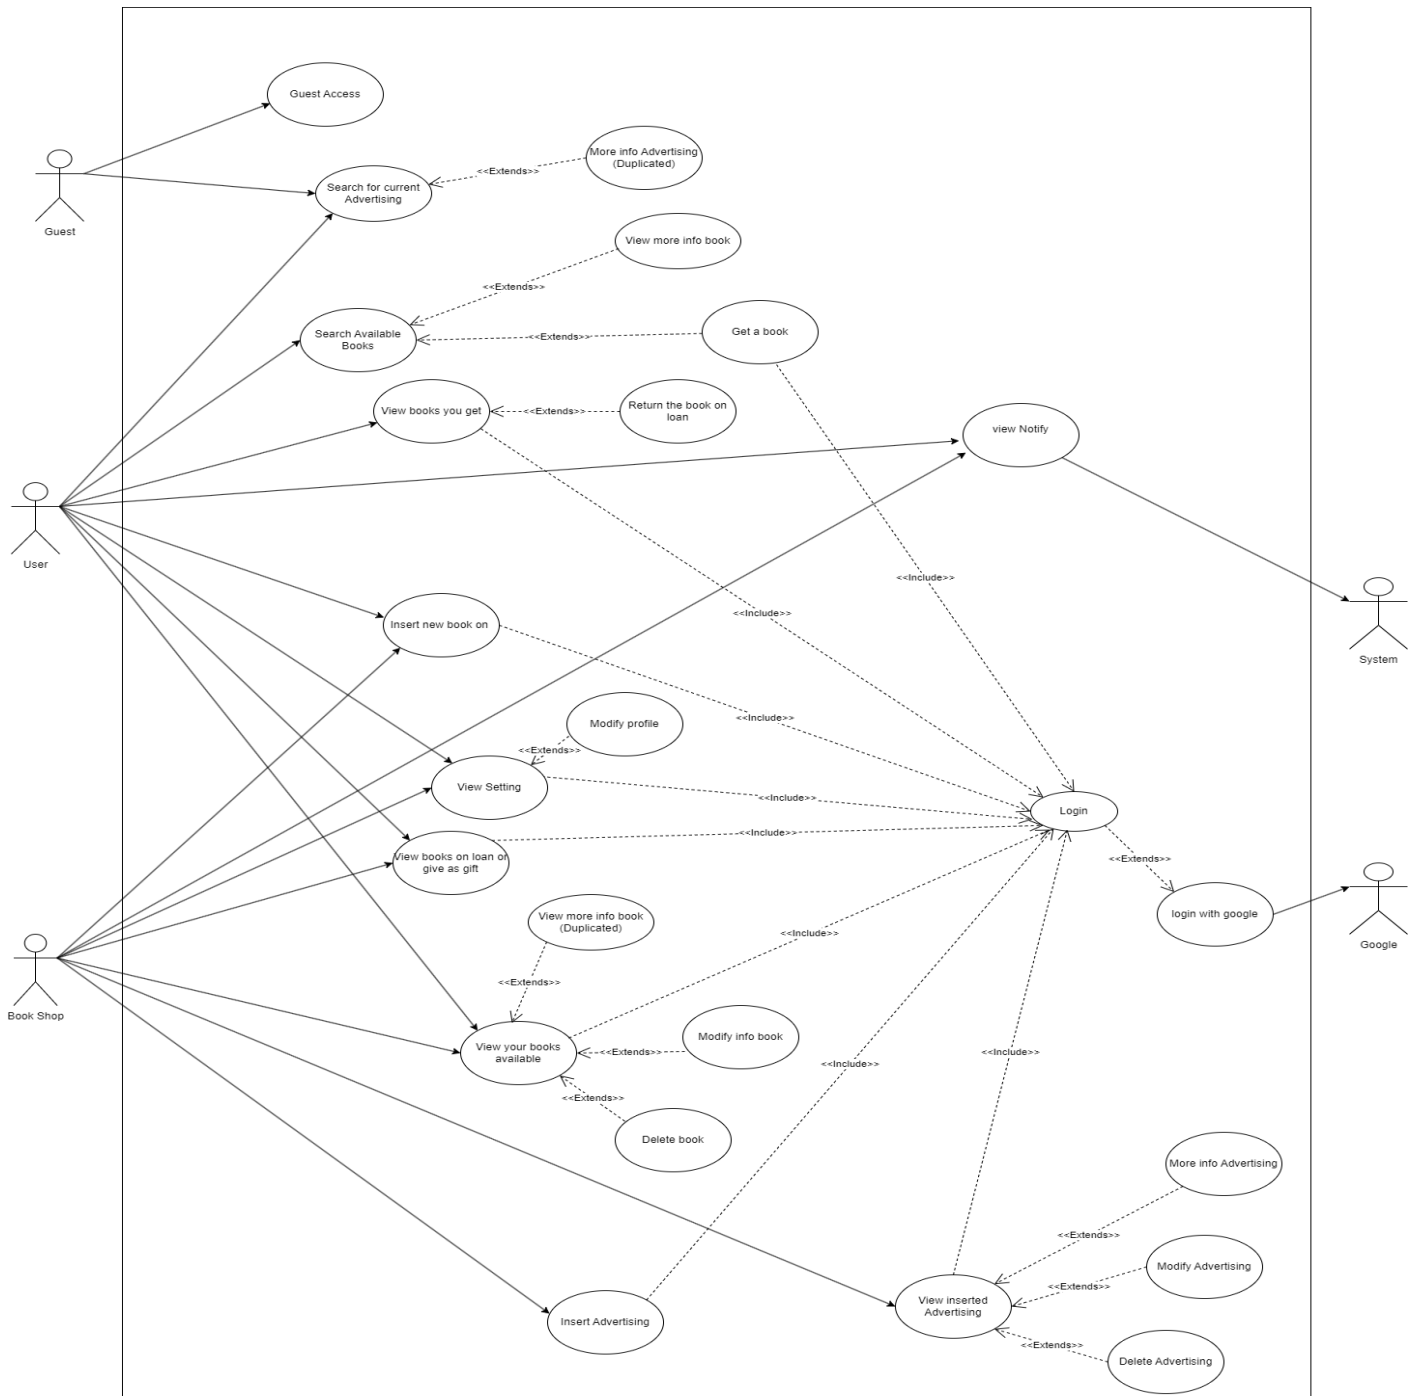 Guest Access
More info Advertising
(Duplicated)
<<Extends>>
Search for current
Advertising
Guest
View more info book
<<Extends>>
Search Available
Books
<<Extends>>
Get a book
View books you get
<<Extends>>
Return the book on
loan
view Notify
User
<<Include>>
<<Include>>
Insert new book on
System
<<Include>>
Modify profile
<<Extends>>
View Setting
<<Include>>
Login
<<Include>>
View books on loan or
give as gift
<<Extends>>
login with google
Google
View more info book
(Duplicated)
<<Include>>
<<Extends>>
Book Shop
View your books
available
<<Extends>>
Modify info book
<<Include>>
<<Include>>
<<Extends>>
Delete book
More info Advertising
<<Extends>>
Modify Advertising
<<Extends>>
View inserted
Advertising
Insert Advertising
<<Extends>>
Delete Advertising